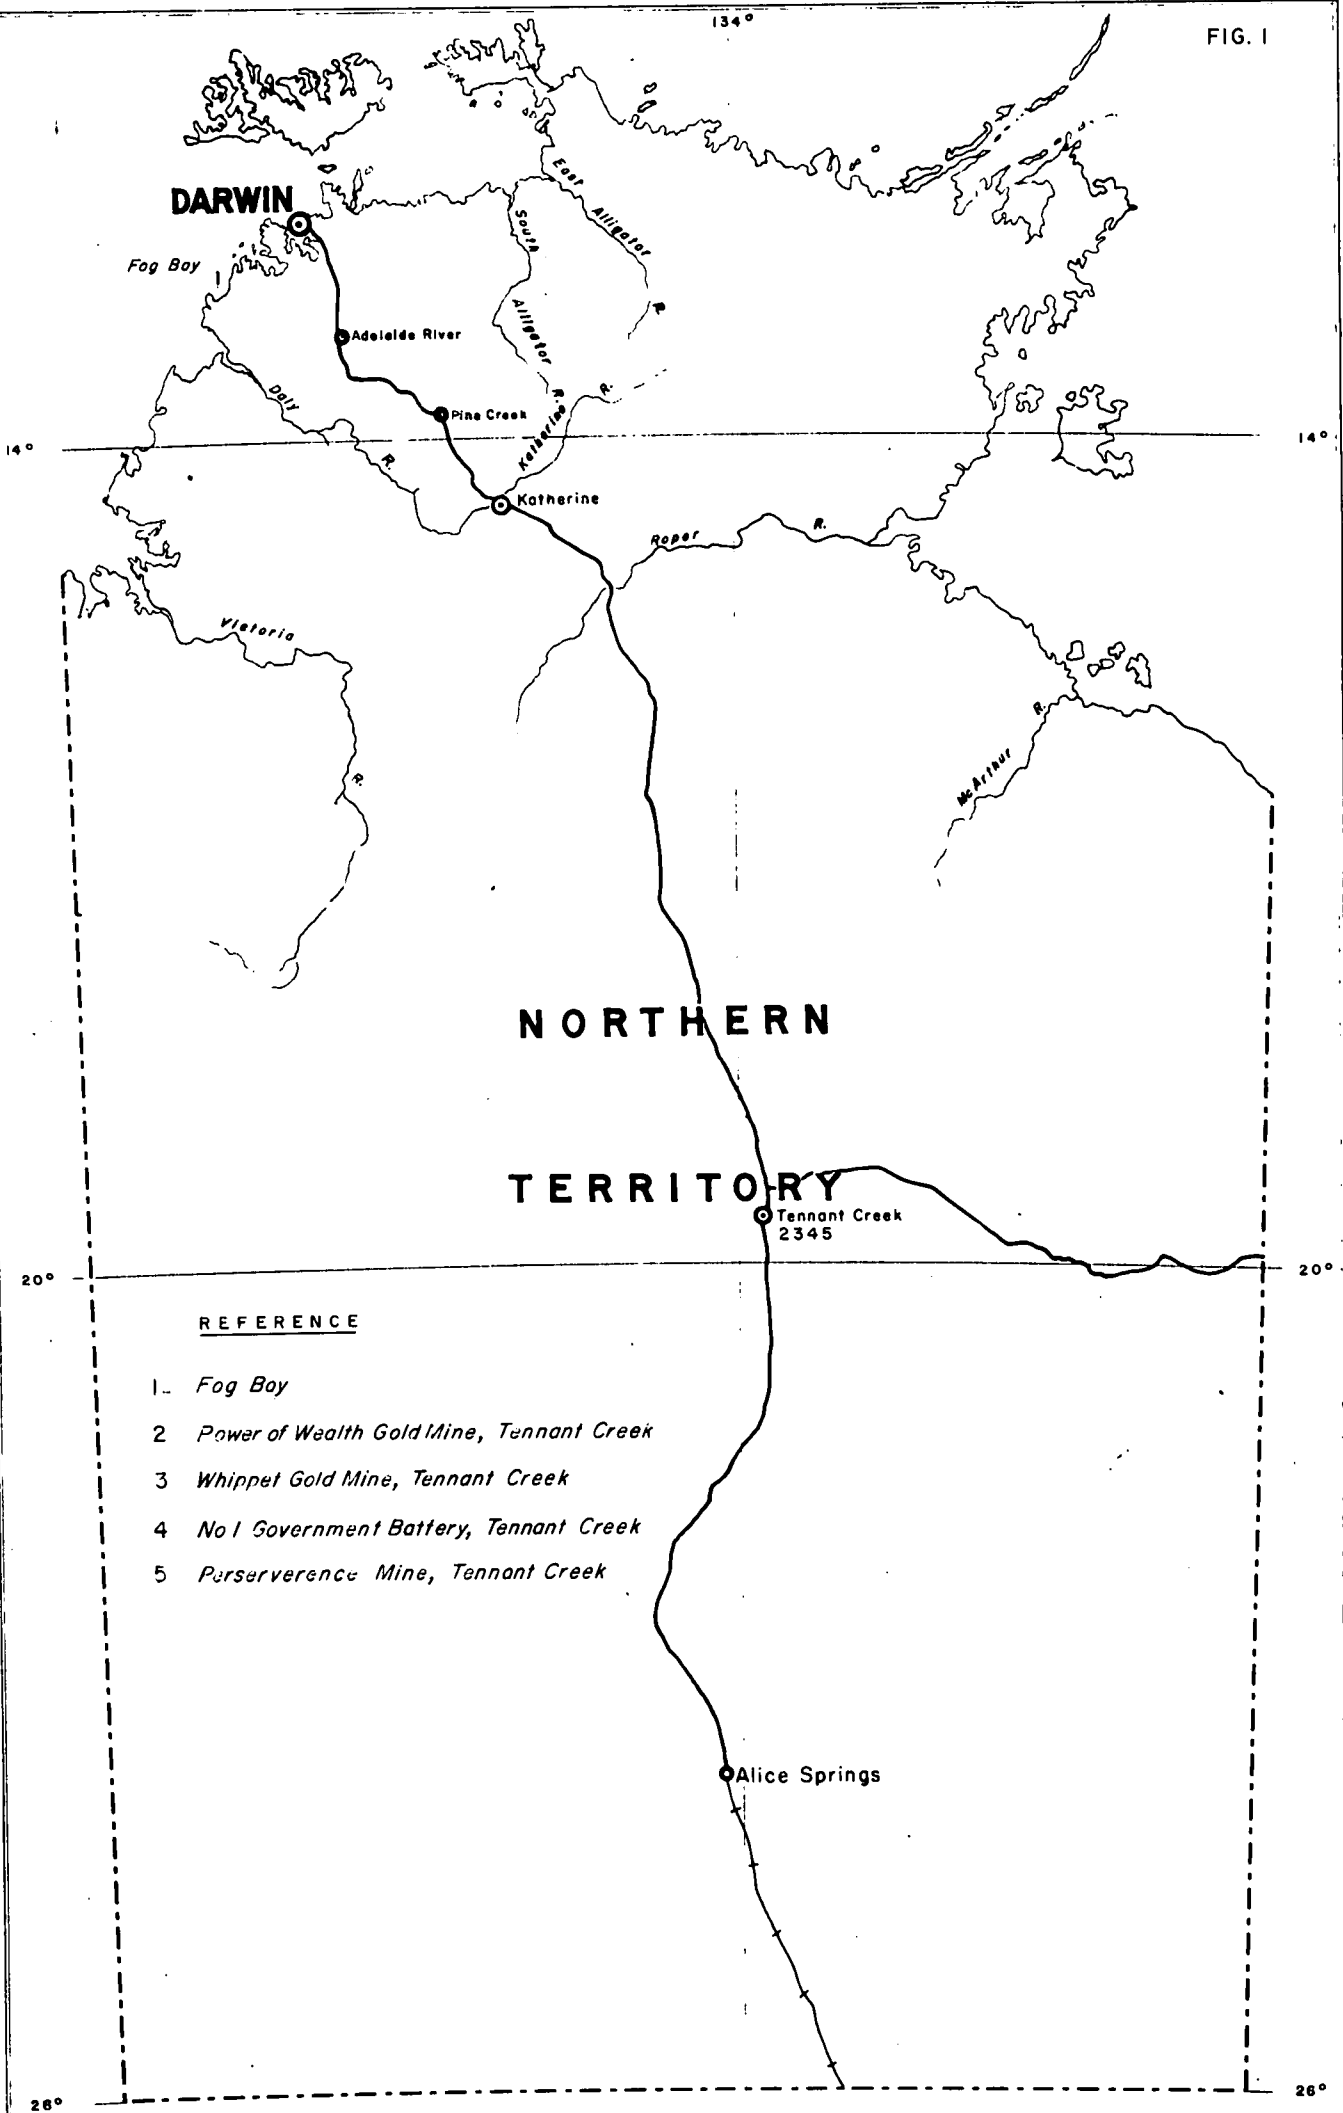 134°
FIG. 1
DARWIN
Fog Bay
1
East
Alligator
R.
South
Alligator
R.
Adelaide River
Daly
R.
Pine Creek
Katherine
R.
14°
14°
Katherine
Roper
R.
Victoria
R.
R.
McArthur
NORTHERN
TERRITORY
Tennant Creek
2345
20°
20°
REFERENCE
1 Fog Bay
2 Power of Wealth Gold Mine, Tennant Creek
3 Whippet Gold Mine, Tennant Creek
4 No 1 Government Battery, Tennant Creek
5 Perserverence Mine, Tennant Creek
Alice Springs
26°
26°